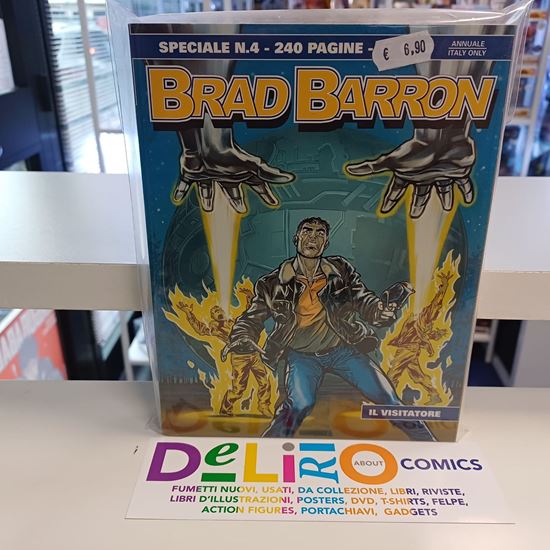 SPECIALE N.4 - 240 PAGINE -
€ 6,90
ANNUALE
ITALY ONLY
BRAD BARRON
IL VISITATORE
DeLiRiO ABOUT COMICS
FUMETTI NUOVI, USATI, DA COLLEZIONE, LIBRI, RIVISTE,
LIBRI D'ILLUSTRAZIONI, POSTERS, DVD, T-SHIRTS, FELPE,
ACTION FIGURES, PORTACHIAVI, GADGETS